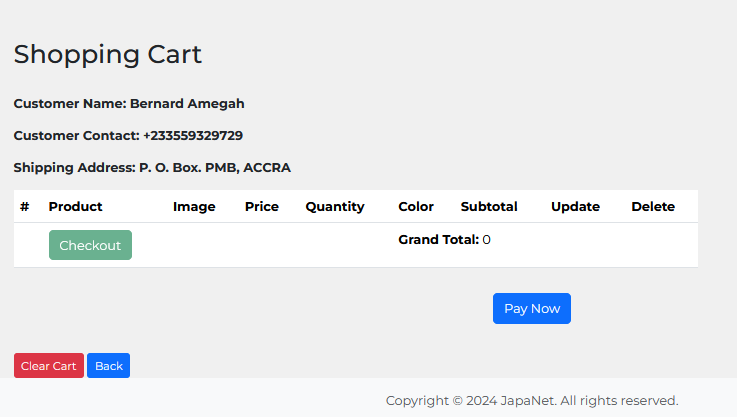 Shopping Cart
Customer Name: Bernard Amegah
Customer Contact: +233559329729
Shipping Address: P. O. Box. PMB, ACCRA
# Product Image Price Quantity Color Subtotal Update Delete
Checkout Grand Total: 0
Pay Now
Clear Cart Back
Copyright © 2024 JapaNet. All rights reserved.